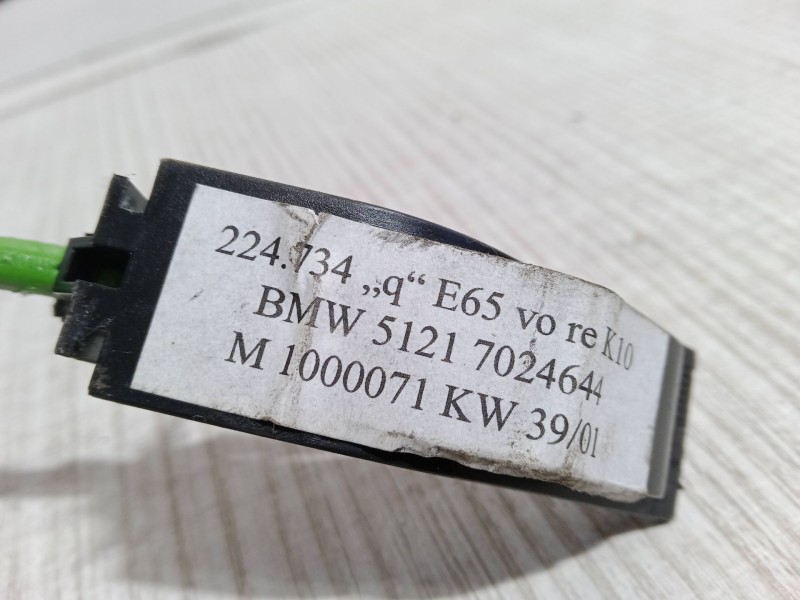 224.734 „q“ E65 vo re K10
BMW 5121 7024644
M 1000071 KW 39/01